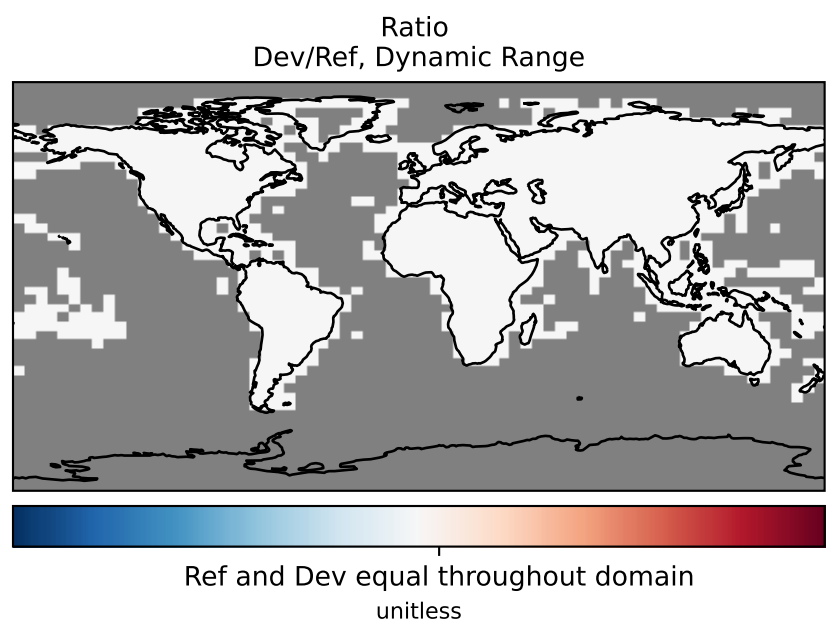 Ratio
Dev/Ref, Dynamic Range
Ref and Dev equal throughout domain
unitless